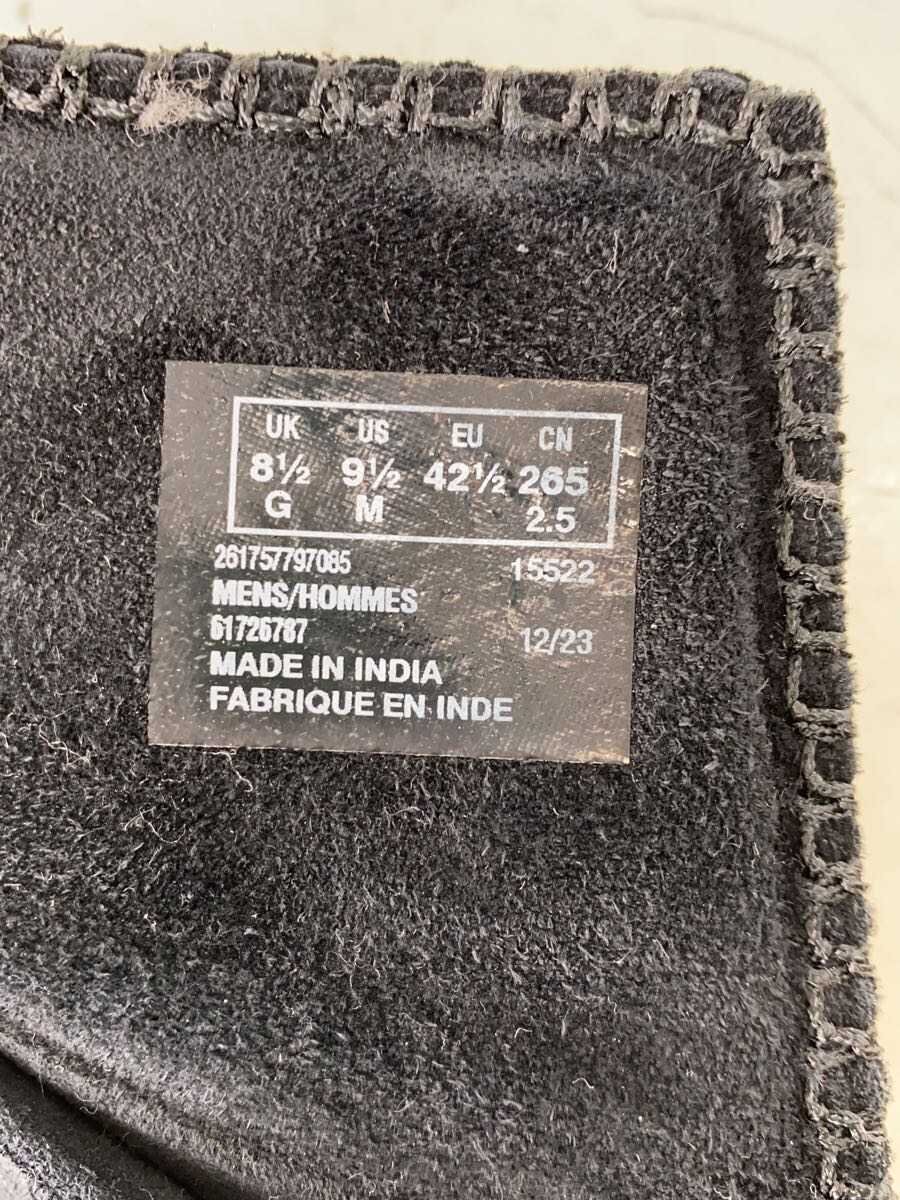 UK US EU CN
8½ 9½ 42½ 265
G M 2.5
261757797085 15522
MENS/HOMMES
61726787 12/23
MADE IN INDIA
FABRIQUE EN INDE